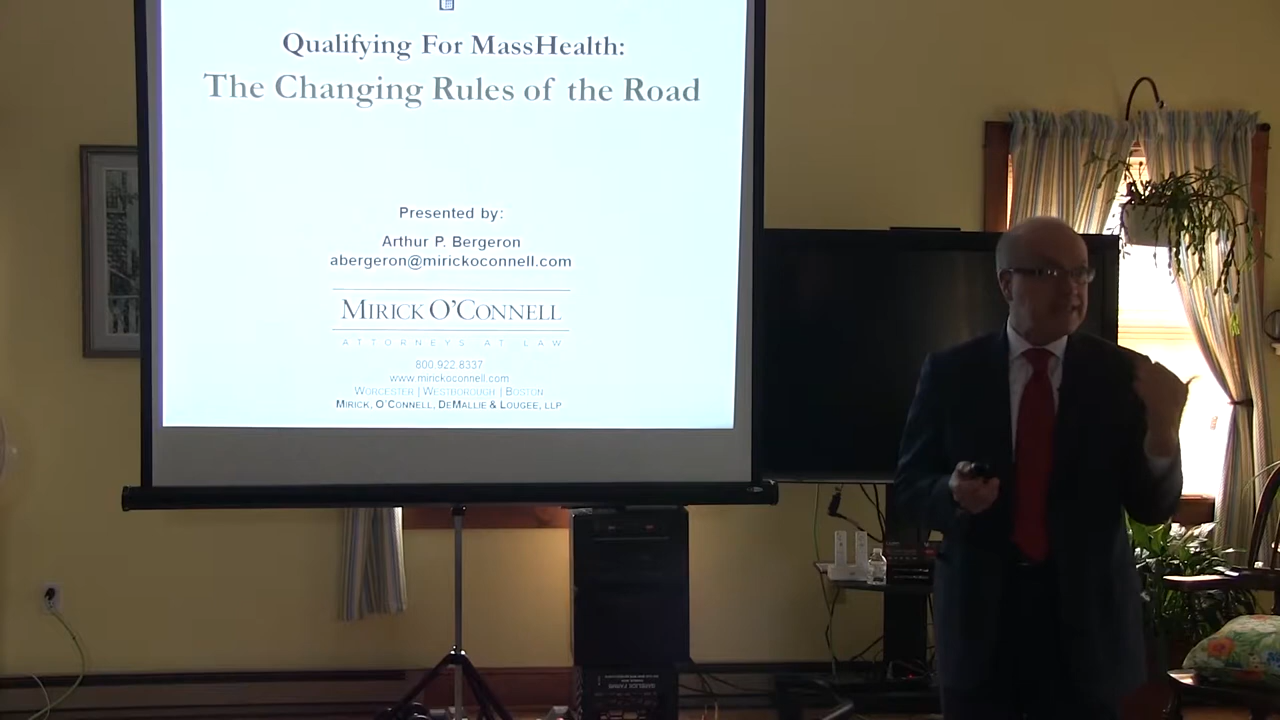 Qualifying For MassHealth:
The Changing Rules of the Road
Presented by:
Arthur P. Bergeron
abergeron@mirickoconnell.com
MIRICK O'CONNELL
ATTORNEYS AT LAW
800.922.8337
www.mirickoconnell.com
WORCESTER | WESTBOROUGH | BOSTON
MIRICK, O'CONNELL, DEMALLIE & LOUGEE, LLP